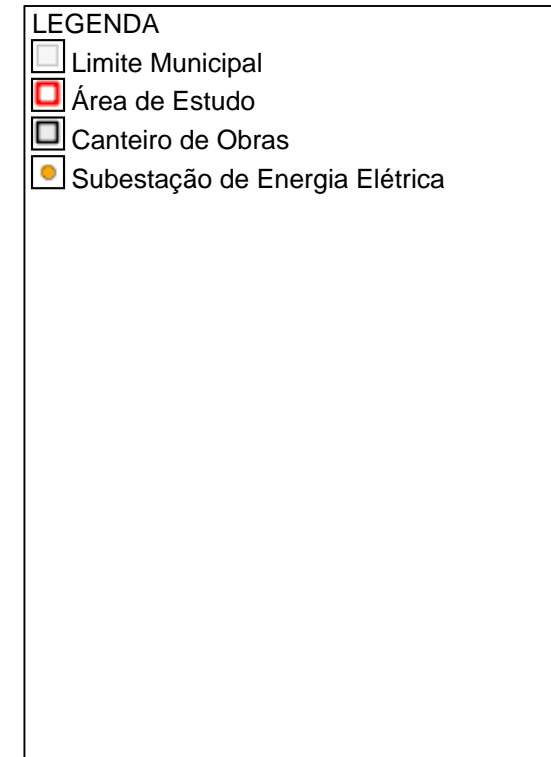 LEGENDA
Limite Municipal
Área de Estudo
Canteiro de Obras
Subestação de Energia Elétrica